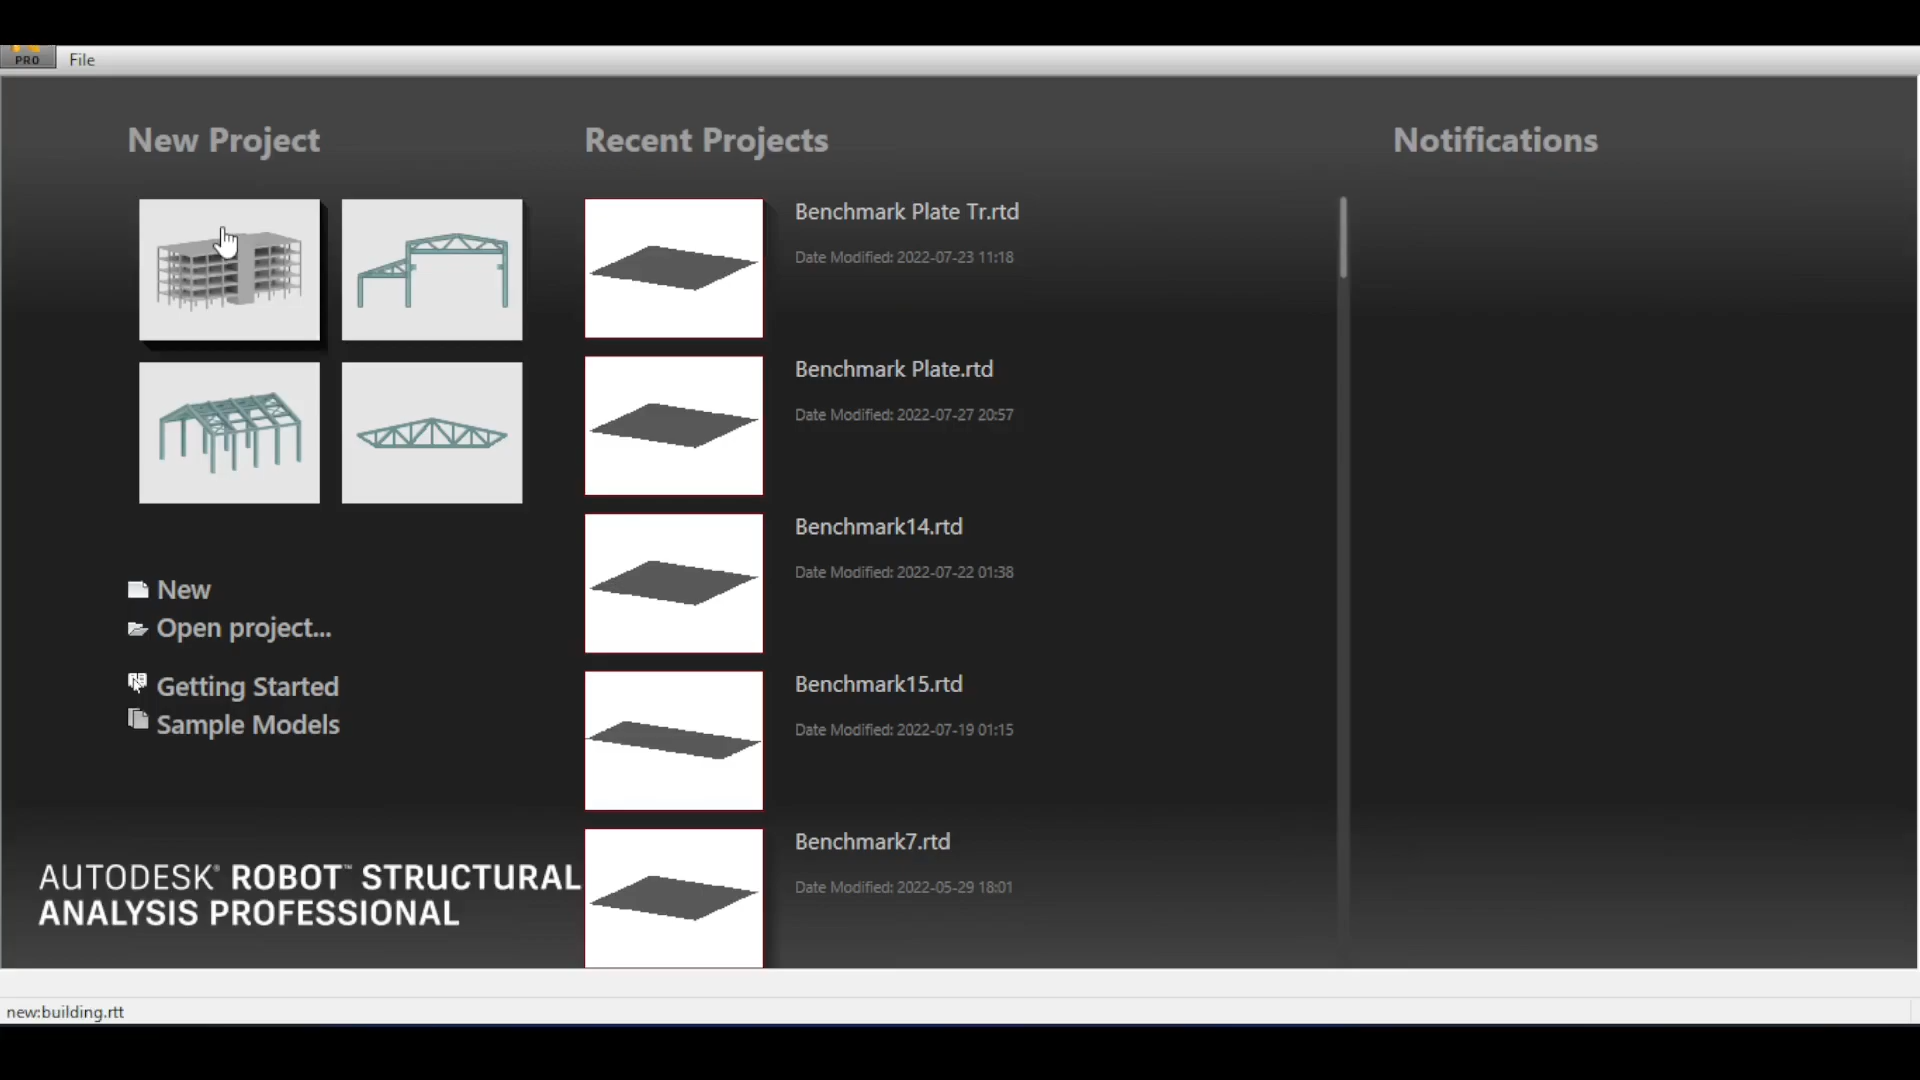 PRO
File
New Project
Recent Projects
Notifications
Benchmark Plate Tr.rtd
Date Modified: 2022-07-23 11:18
Benchmark Plate.rtd
Date Modified: 2022-07-27 20:57
Benchmark14.rtd
Date Modified: 2022-07-22 01:38
Benchmark15.rtd
Date Modified: 2022-07-19 01:15
Benchmark7.rtd
Date Modified: 2022-05-29 18:01
New
Open project...
Getting Started
Sample Models
AUTODESK® ROBOT™ STRUCTURAL
ANALYSIS PROFESSIONAL
new:building.rtt